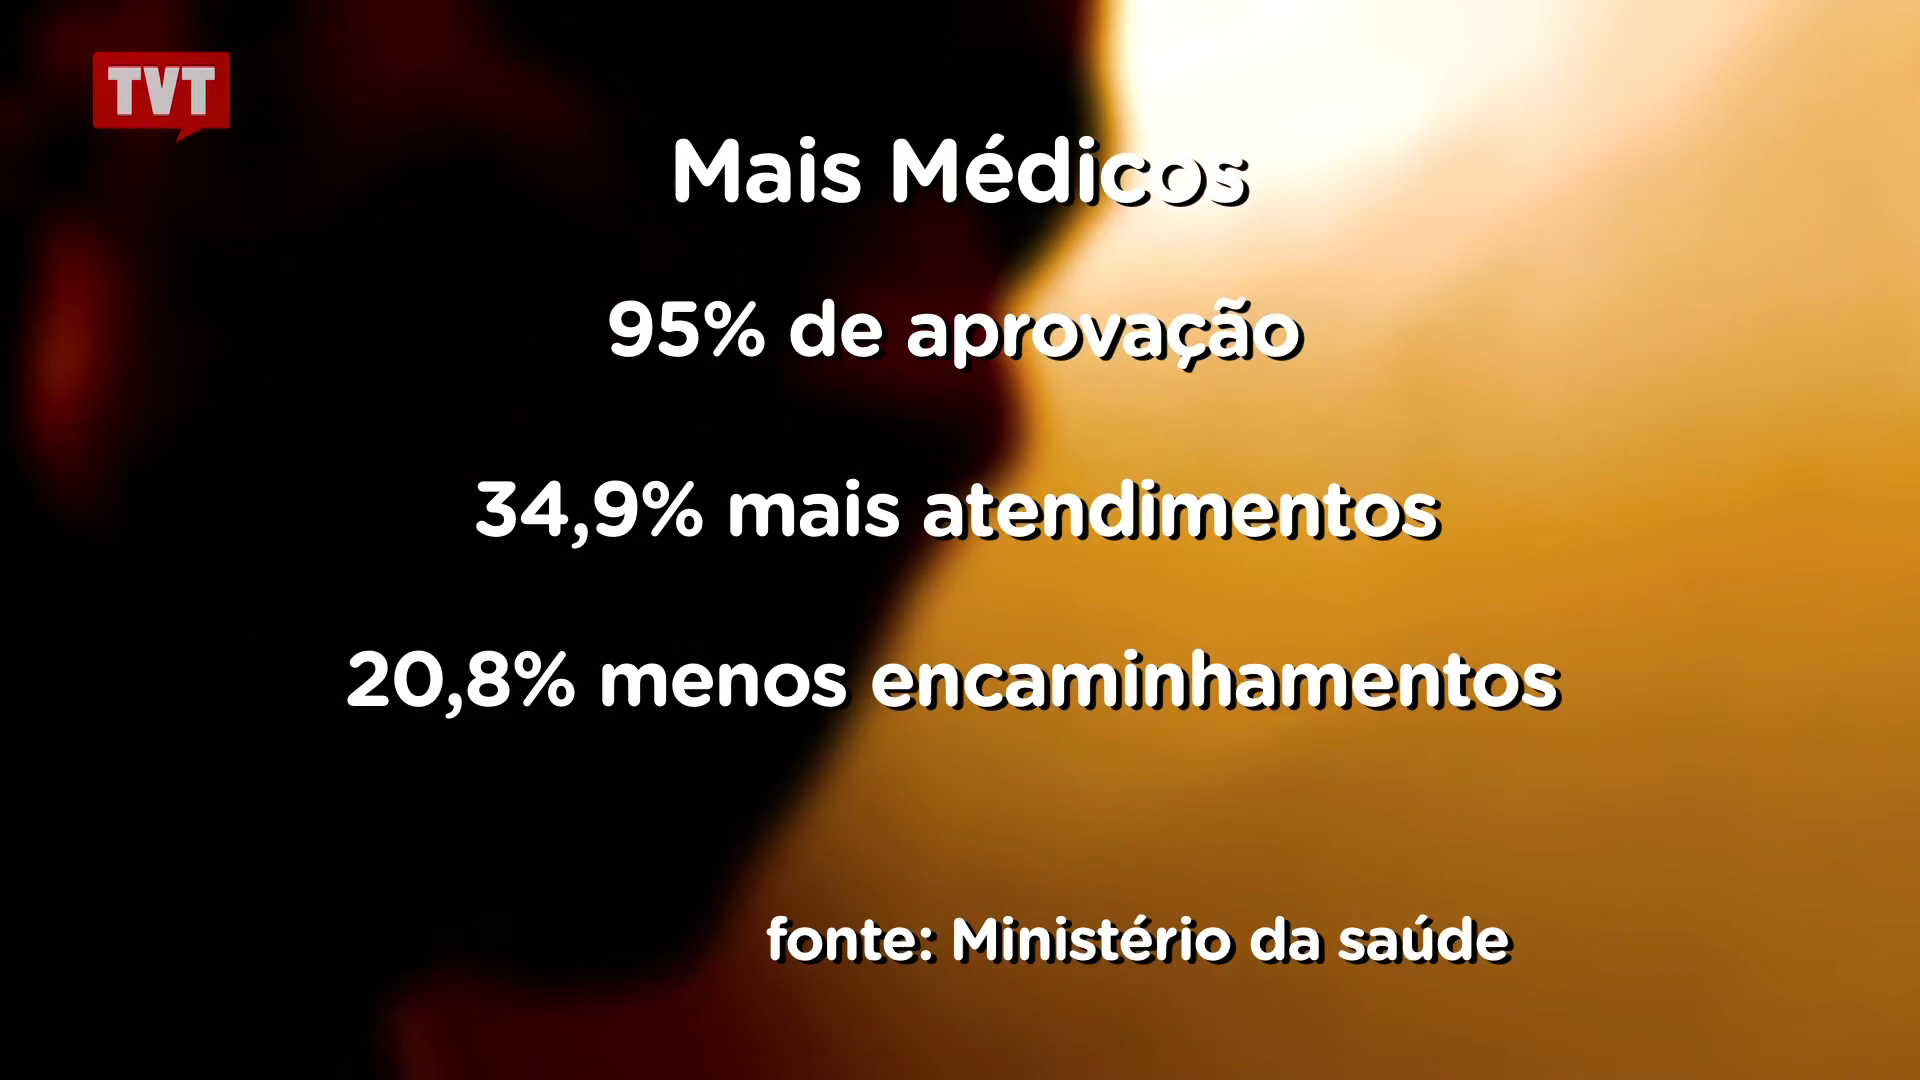 TVT
Mais Médicos
95% de aprovação
34,9% mais atendimentos
20,8% menos encaminhamentos
fonte: Ministério da saúde